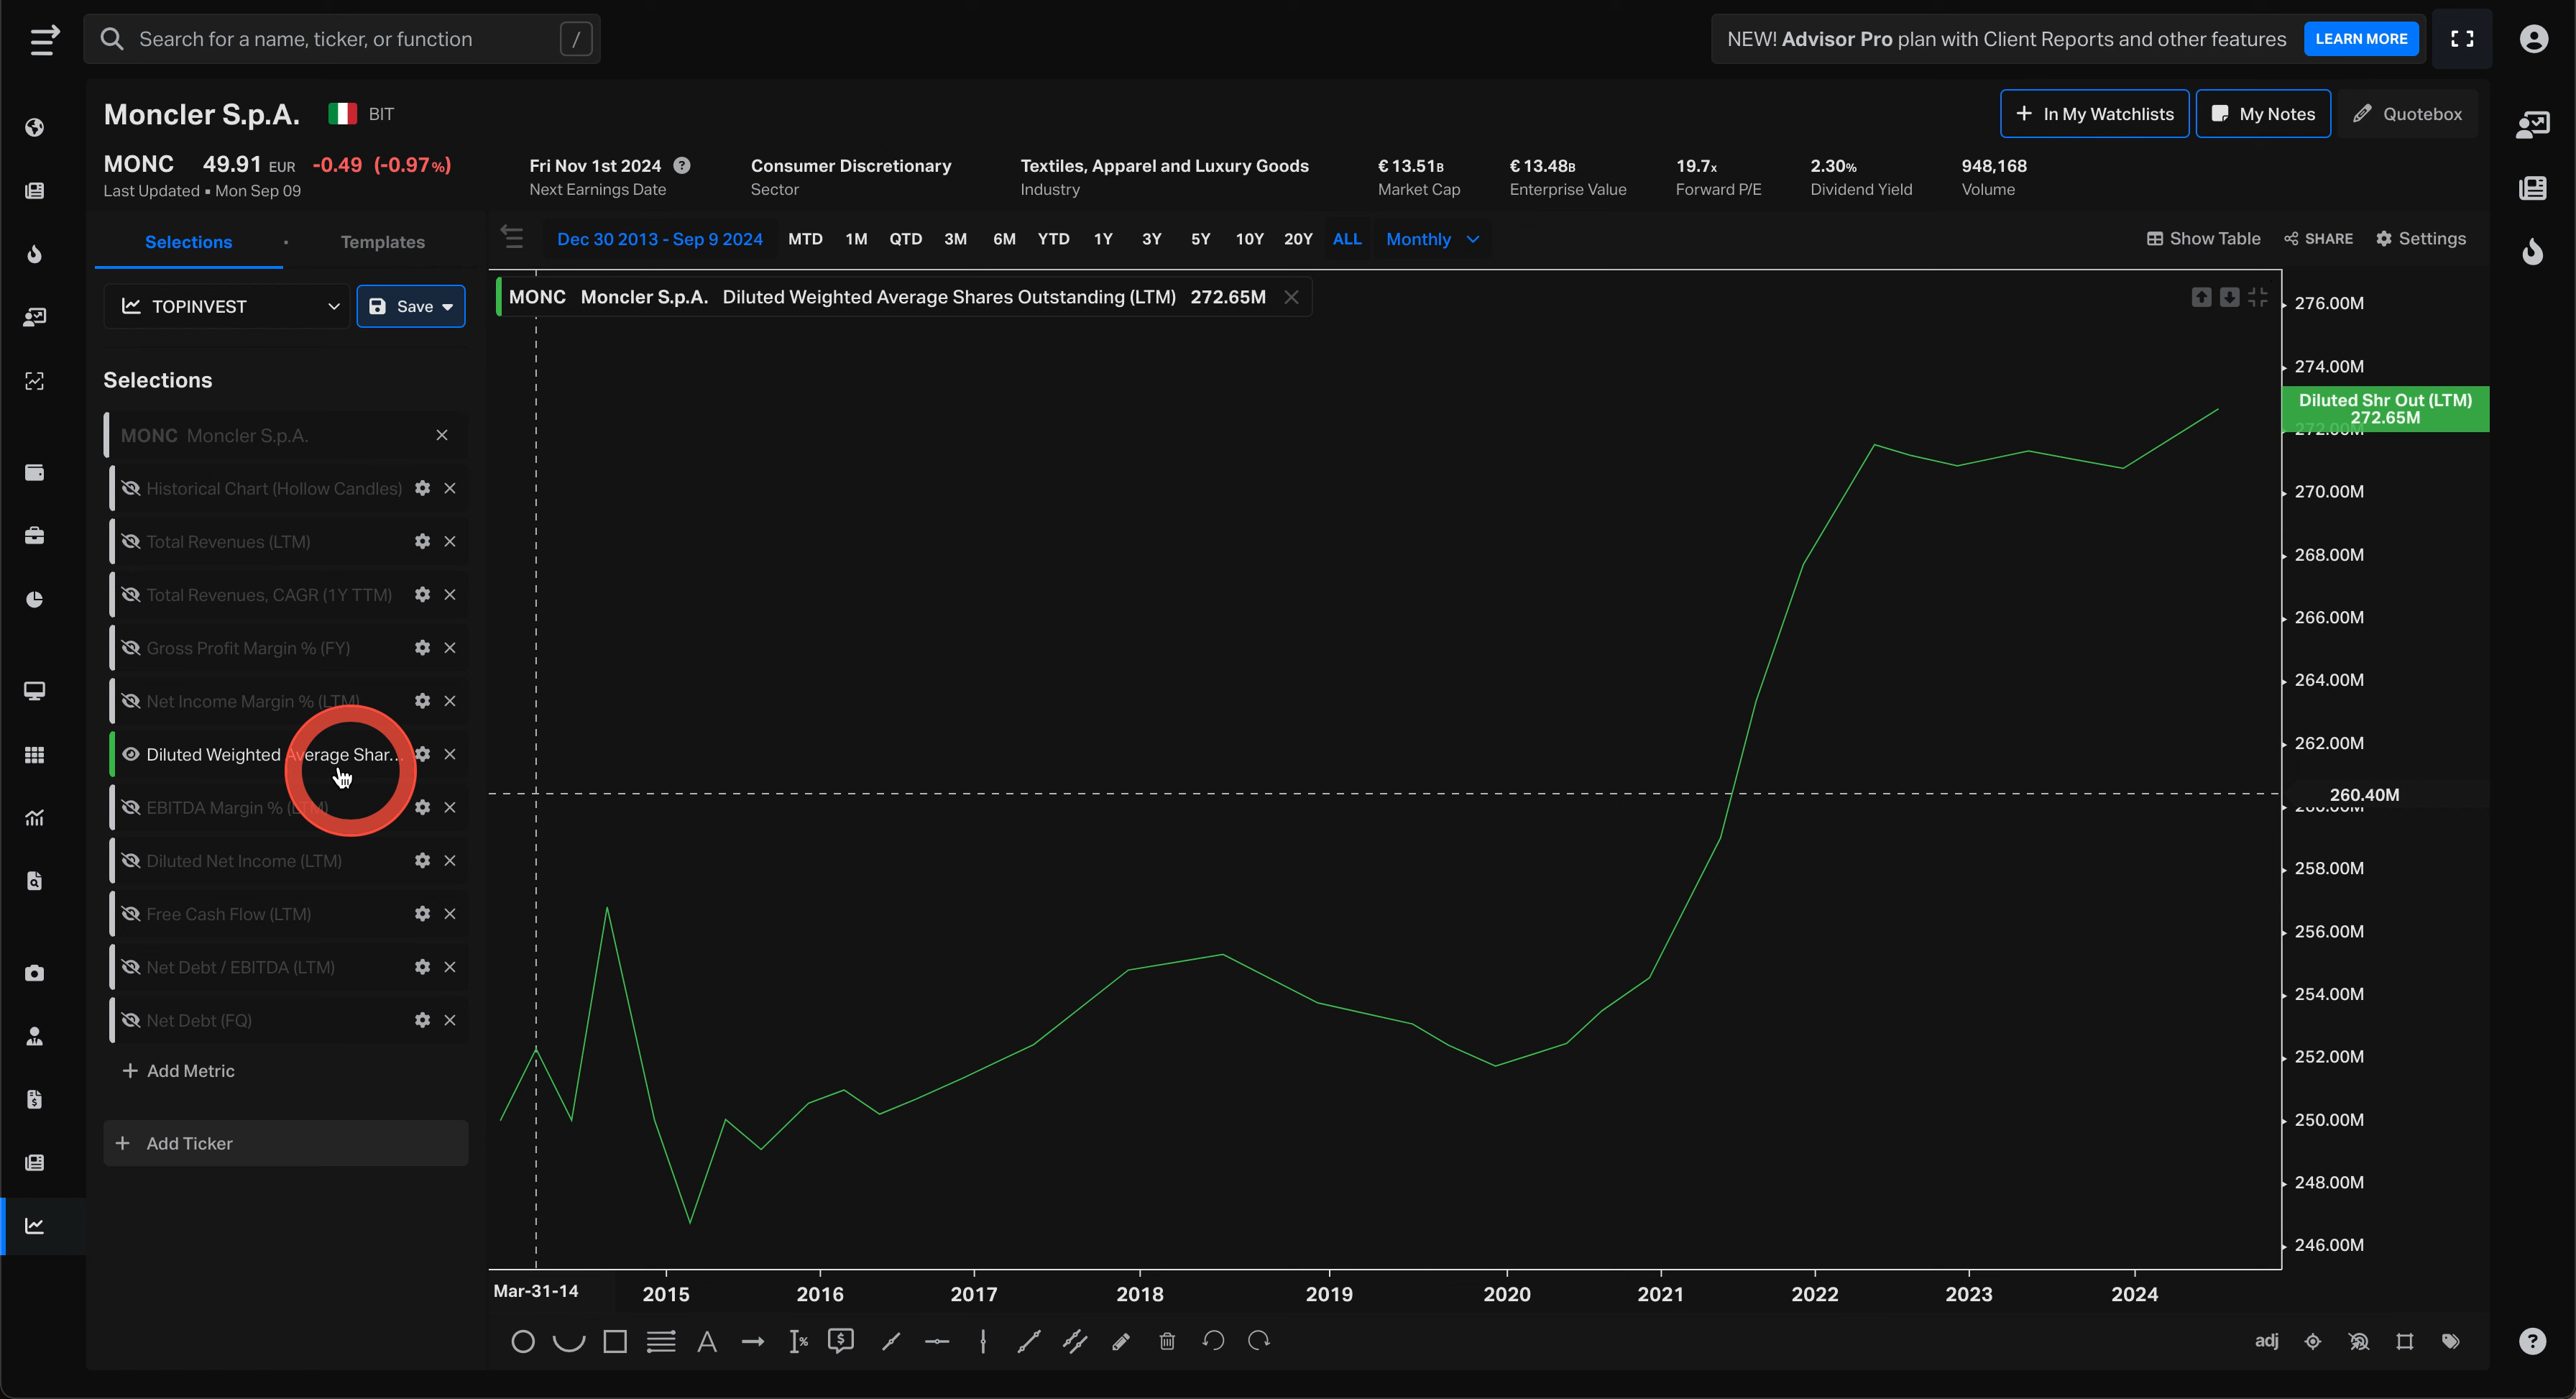 Search for a name, ticker, or function
/
NEW! Advisor Pro plan with Client Reports and other features
LEARN MORE
Moncler S.p.A.
BIT
In My Watchlists
My Notes
Quotebox
MONC 49.91 EUR -0.49 (-0.97%)
Last Updated ▪ Mon Sep 09
Fri Nov 1st 2024
Next Earnings Date
Consumer Discretionary
Sector
Textiles, Apparel and Luxury Goods
Industry
€ 13.51B
Market Cap
€ 13.48B
Enterprise Value
19.7x
Forward P/E
2.30%
Dividend Yield
948,168
Volume
Selections
Templates
Dec 30 2013 - Sep 9 2024
MTD
1M
QTD
3M
6M
YTD
1Y
3Y
5Y
10Y
20Y
ALL
Monthly
Show Table
SHARE
Settings
TOPINVEST
Save
Selections
MONC Moncler S.p.A.
Historical Chart (Hollow Candles)
Total Revenues (LTM)
Total Revenues, CAGR (1Y TTM)
Gross Profit Margin % (FY)
Net Income Margin % (LTM)
Diluted Weighted Average Shar...
EBITDA Margin % (LTM)
Diluted Net Income (LTM)
Free Cash Flow (LTM)
Net Debt / EBITDA (LTM)
Net Debt (FQ)
Add Metric
Add Ticker
MONC Moncler S.p.A. Diluted Weighted Average Shares Outstanding (LTM) 272.65M
276.00M
274.00M
Diluted Shr Out (LTM)
272.65M
272.00M
270.00M
268.00M
266.00M
264.00M
262.00M
260.40M
260.00M
258.00M
256.00M
254.00M
252.00M
250.00M
248.00M
246.00M
Mar-31-14
2015
2016
2017
2018
2019
2020
2021
2022
2023
2024
adj